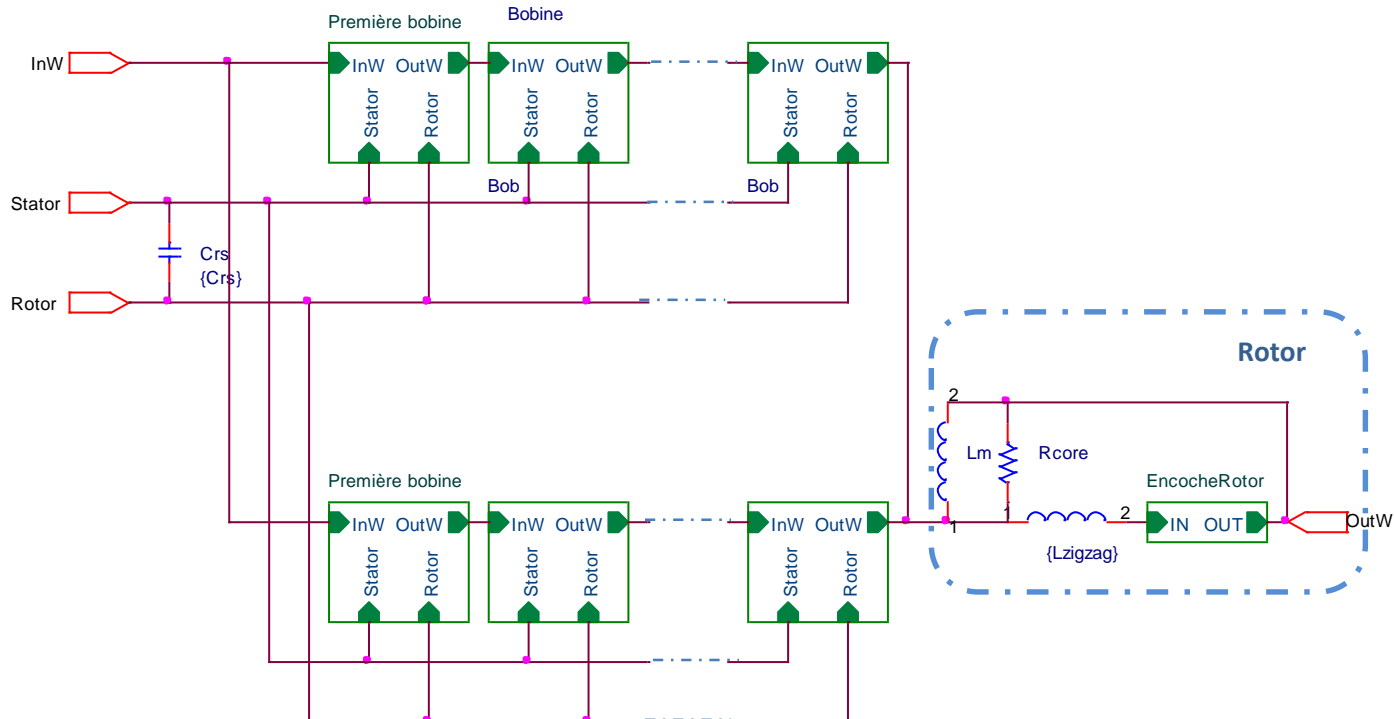 Première bobine
Bobine
InW
InW OutW
InW OutW
InW OutW
Stator
Rotor
Stator
Rotor
Stator
Rotor
Bob
Bob
Stator
Crs
{Crs}
Rotor
Rotor
2
Lm
Rcore
Première bobine
EncocheRotor
InW OutW
InW OutW
InW OutW
1
1
2
IN OUT
OutW
{Lzigzag}
Stator
Rotor
Stator
Rotor
Stator
Rotor